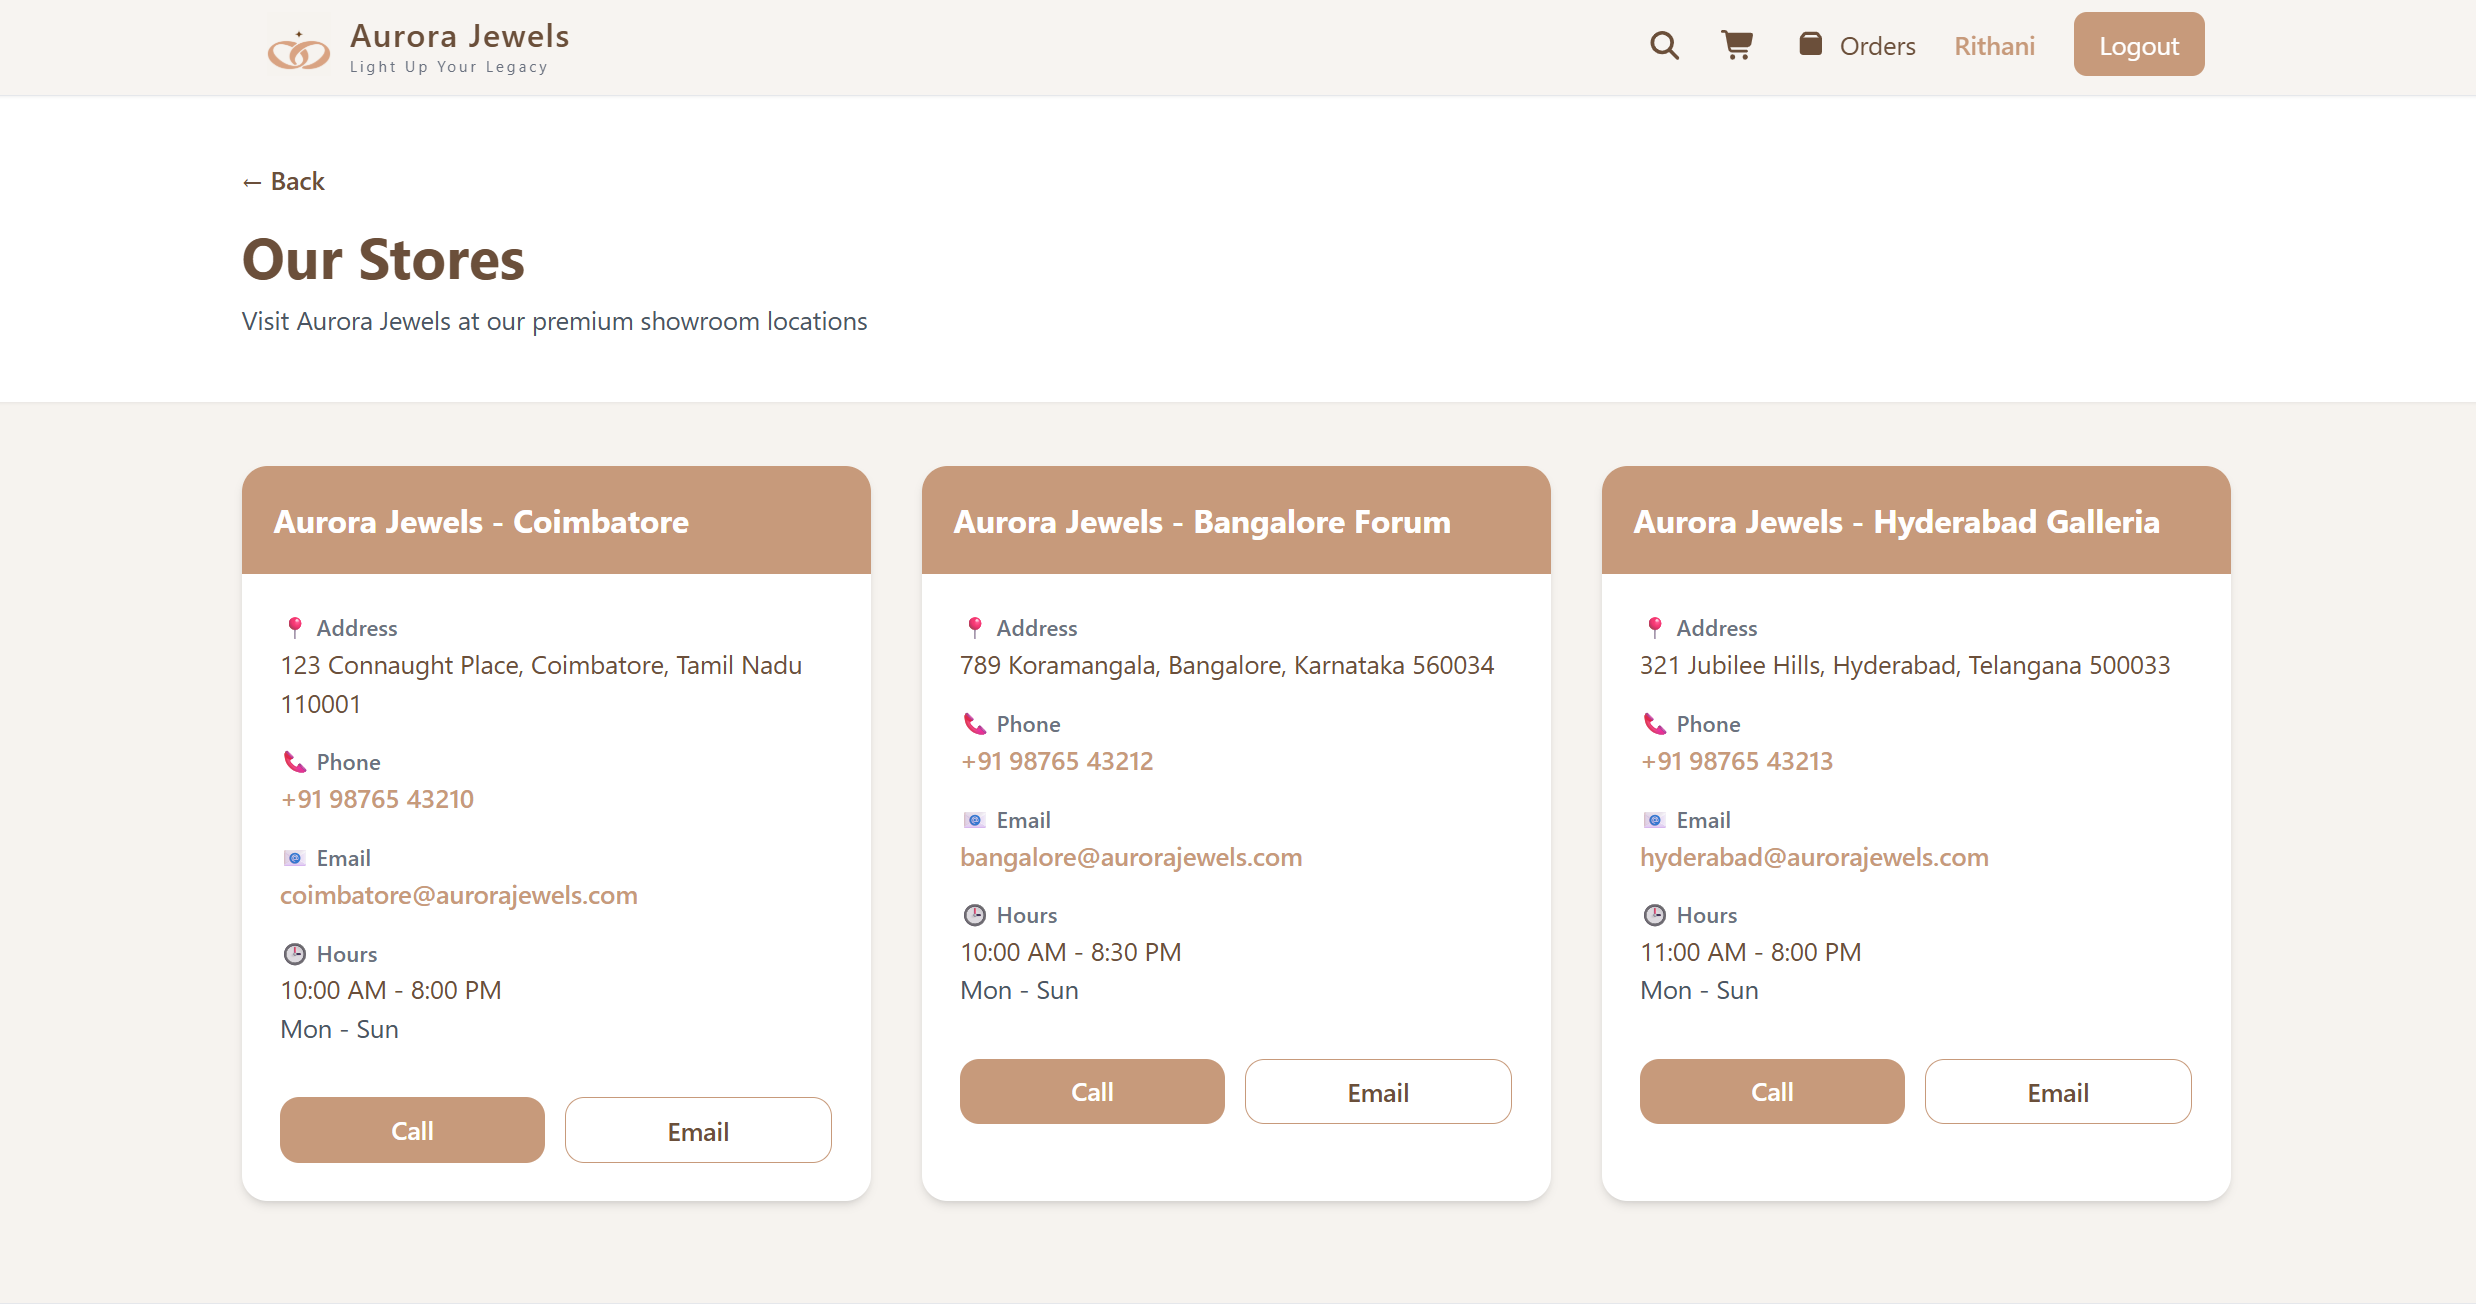 Aurora Jewels
Light Up Your Legacy
Orders
Rithani
Logout
← Back
Our Stores
Visit Aurora Jewels at our premium showroom locations
Aurora Jewels - Coimbatore
Address
123 Connaught Place, Coimbatore, Tamil Nadu
110001
Phone
+91 98765 43210
Email
coimbatore@aurorajewels.com
Hours
10:00 AM - 8:00 PM
Mon - Sun
Call
Email
Aurora Jewels - Bangalore Forum
Address
789 Koramangala, Bangalore, Karnataka 560034
Phone
+91 98765 43212
Email
bangalore@aurorajewels.com
Hours
10:00 AM - 8:30 PM
Mon - Sun
Call
Email
Aurora Jewels - Hyderabad Galleria
Address
321 Jubilee Hills, Hyderabad, Telangana 500033
Phone
+91 98765 43213
Email
hyderabad@aurorajewels.com
Hours
11:00 AM - 8:00 PM
Mon - Sun
Call
Email